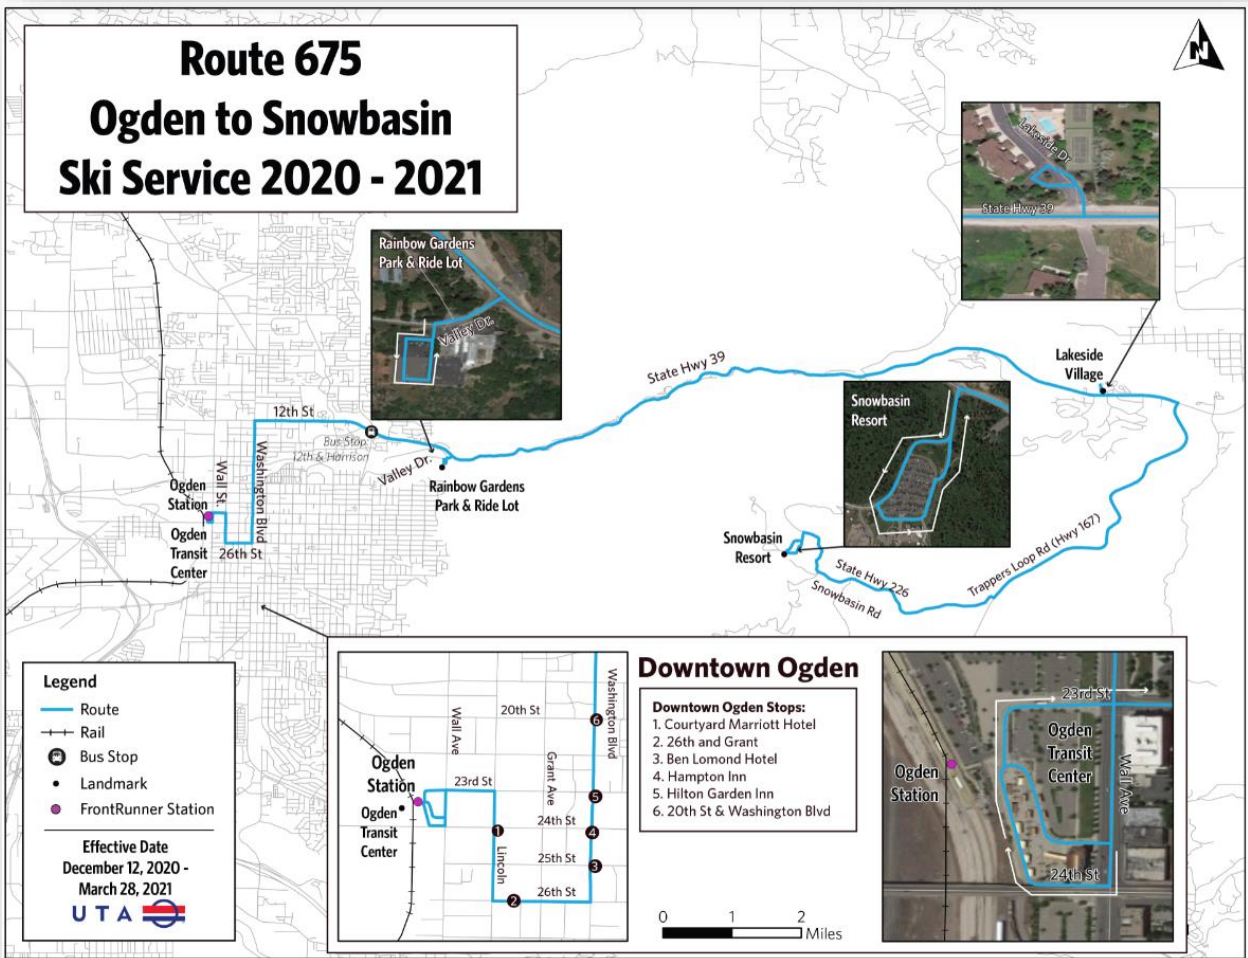 Route 675
Ogden to Snowbasin
Ski Service 2020 - 2021
N
Lakeside Dr.
State Hwy 39
Rainbow Gardens
Park & Ride Lot
Valley Dr.
Lakeside
Village
State Hwy 39
Snowbasin
Resort
12th St
Bus Stop:
12th & Harrison
Valley Dr.
Rainbow Gardens
Park & Ride Lot
Wall St.
Washington Blvd
Ogden
Station
Ogden
Transit
Center
26th St
Snowbasin
Resort
State Hwy 226
Snowbasin Rd
Trappers Loop Rd (Hwy 167)
Legend
Route
Rail
Bus Stop
Landmark
FrontRunner Station
Effective Date
December 12, 2020 -
March 28, 2021
UTA
20th St
Wall Ave
Washington Blvd
Grant Ave
Ogden
Station
23rd St
Ogden
Transit
Center
24th St
25th St
Lincoln
26th St
1
2
3
4
5
6
Downtown Ogden
Downtown Ogden Stops:
1. Courtyard Marriott Hotel
2. 26th and Grant
3. Ben Lomond Hotel
4. Hampton Inn
5. Hilton Garden Inn
6. 20th St & Washington Blvd
0 1 2
Miles
23rd St
Ogden
Transit
Center
Ogden
Station
Wall Ave
24th St